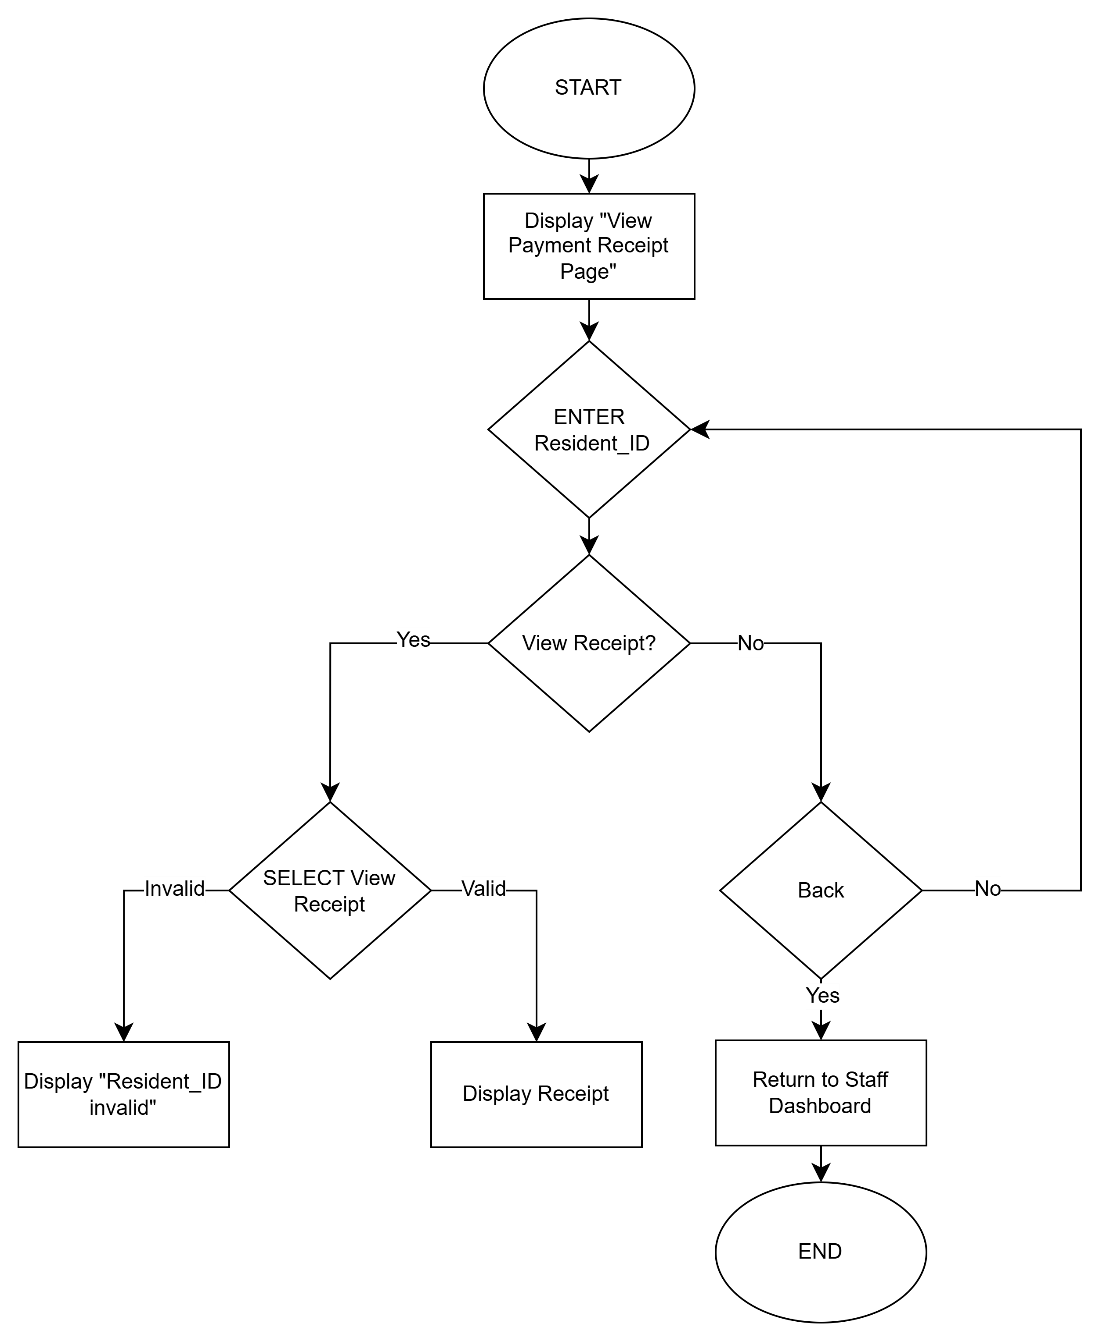 START
Display "View
Payment Receipt
Page"
ENTER
Resident_ID
View Receipt?
Yes
No
SELECT View
Receipt
Back
Invalid
Valid
No
Yes
Display "Resident_ID
invalid"
Display Receipt
Return to Staff
Dashboard
END